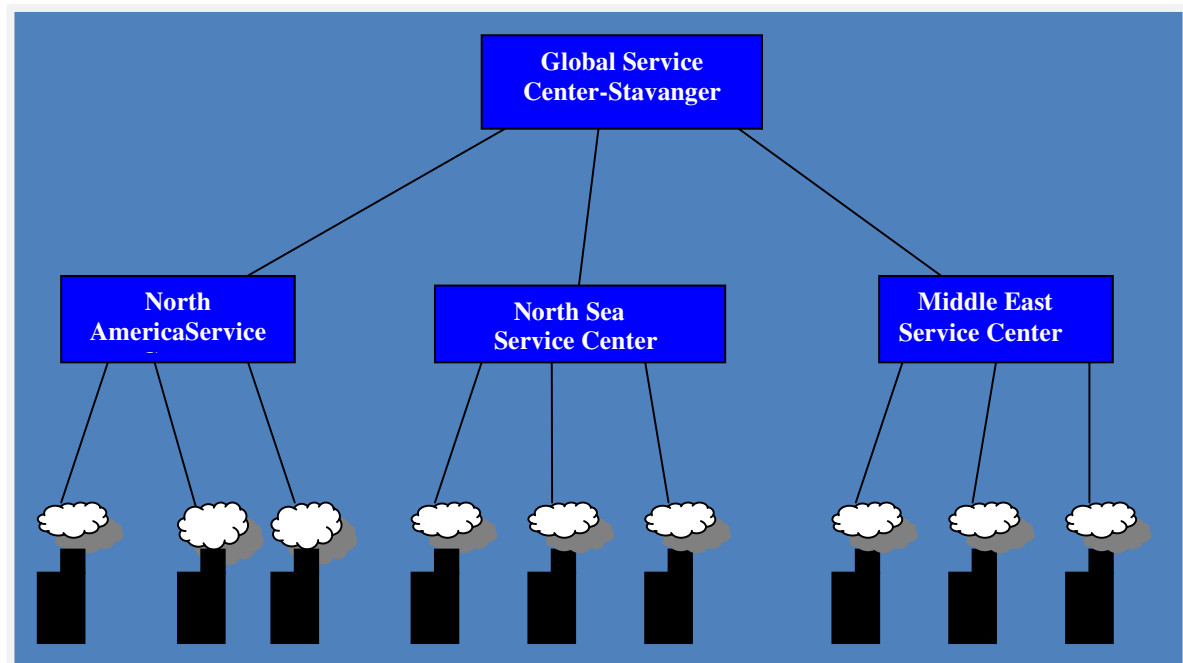 Global Service
Center-Stavanger
North
AmericaService
North Sea
Service Center
Middle East
Service Center